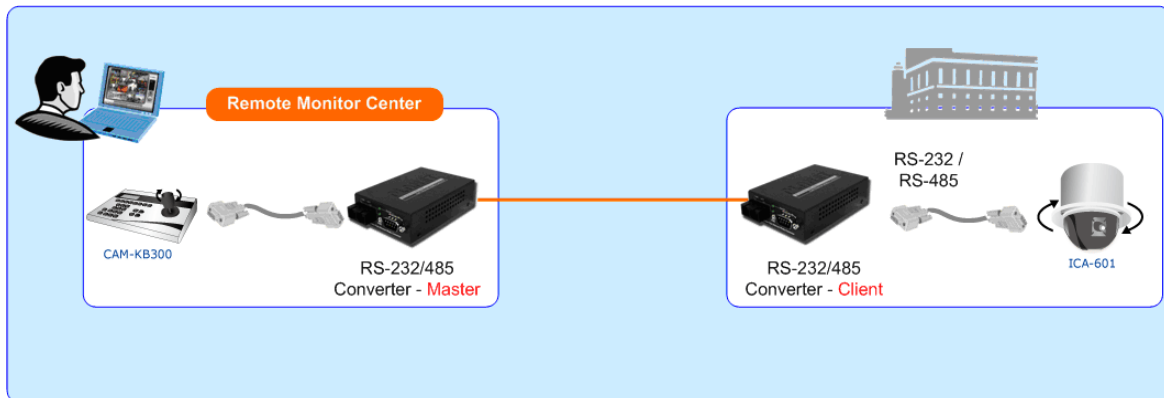 Remote Monitor Center
CAM-KB300
RS-232/485
Converter - Master
RS-232/485
Converter - Client
RS-232 /
RS-485
ICA-601